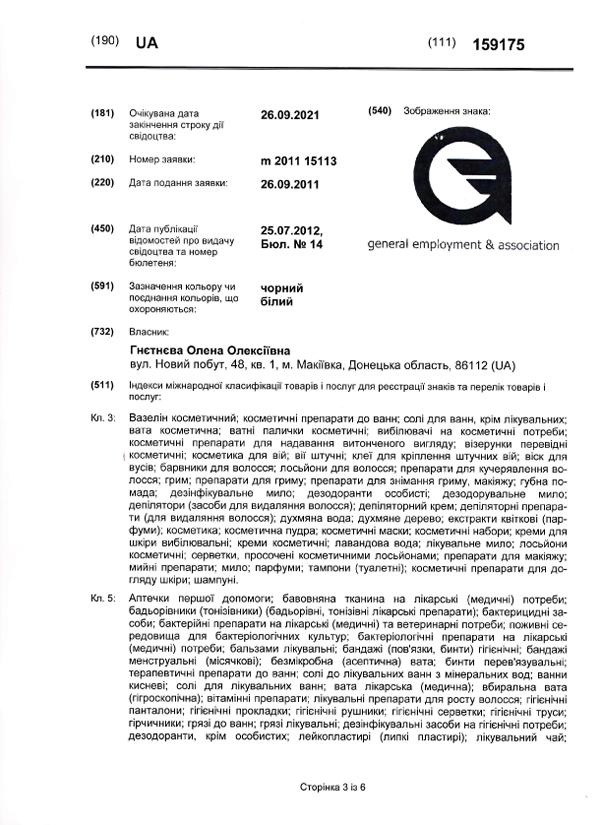 (190) UA (111) 159175
(181) Очікувана дата закінчення строку дії свідоцтва: 26.09.2021
(540) Зображення знака:
(210) Номер заявки: m 2011 15113
(220) Дата подання заявки: 26.09.2011
general employment & association
(450) Дата публікації відомостей про видачу свідоцтва та номер бюлетеня: 25.07.2012, Бюл. № 14
(591) Зазначення кольору чи поєднання кольорів, що охороняються: чорний білий
(732) Власник:
Гнєтнєва Олена Олексіївна
вул. Новий побут, 48, кв. 1, м. Макіївка, Донецька область, 86112 (UA)
(511) Індекси міжнародної класифікації товарів і послуг для реєстрації знаків та перелік товарів і
послуг:
Кл. 3: Вазелін косметичний; косметичні препарати до ванн; солі для ванн, крім лікувальних;
вата косметична; ватні палички косметичні; вибілювачі на косметичні потреби;
косметичні препарати для надавання витонченого вигляду; візерунки перевідні
косметичні; косметика для вій; вії штучні; клеї для кріплення штучних вій; віск для
вусів; барвники для волосся; лосьйони для волосся; препарати для кучерявлення во-
лосся; грим; препарати для гриму; препарати для знімання гриму, макіяжу; губна по-
мада; дезінфікувальне мило; дезодоранти особисті; дезодорувальне мило;
депілятори (засоби для видаляння волосся); депіляторний крем; депіляторні препара-
ти (для видаляння волосся); духмяна вода; духмяне дерево; екстракти квіткові (пар-
фуми); косметика; косметична пудра; косметичні маски; косметичні набори; креми для
шкіри вибілювальні; креми косметичні; лавандова вода; лікувальне мило; лосьйони
косметичні; серветки, просочені косметичними лосьйонами; препарати для макіяжу;
мийні препарати; мило; парфуми; тампони (туалетні); косметичні препарати для до-
гляду шкіри; шампуні.
Кл. 5: Аптечки першої допомоги; бавовняна тканина на лікарські (медичні) потреби;
бадьорівники (тонізівники) (бадьорівні, тонізівні лікарські препарати); бактерицидні за-
соби; бактерійні препарати на лікарські (медичні) та ветеринарні потреби; поживні се-
редовища для бактеріологічних культур; бактеріологічні препарати на лікарські
(медичні) потреби; бальзами лікувальні; бандажі (пов'язки, бинти) гігієнічні; бандажі
менструальні (місячкові); безмікробна (асептична) вата; бинти перев'язувальні;
терапевтичні препарати до ванн; солі до лікувальних ванн з мінеральних вод; ванни
кисневі; солі для лікувальних ванн; вата лікарська (медична); вбиральна вата
(гігроскопічна); вітамінні препарати; лікувальні препарати для росту волосся; гігієнічні
панталони; гігієнічні прокладки; гігієнічні рушники; гігієнічні серветки; гігієнічні труси;
гірчичники; грязі до ванн; грязі лікувальні; дезінфікувальні засоби на гігієнічні потреби;
дезодоранти, крім особистих; лейкопластирі (липкі пластирі); лікувальний чай;
Сторінка 3 із 6